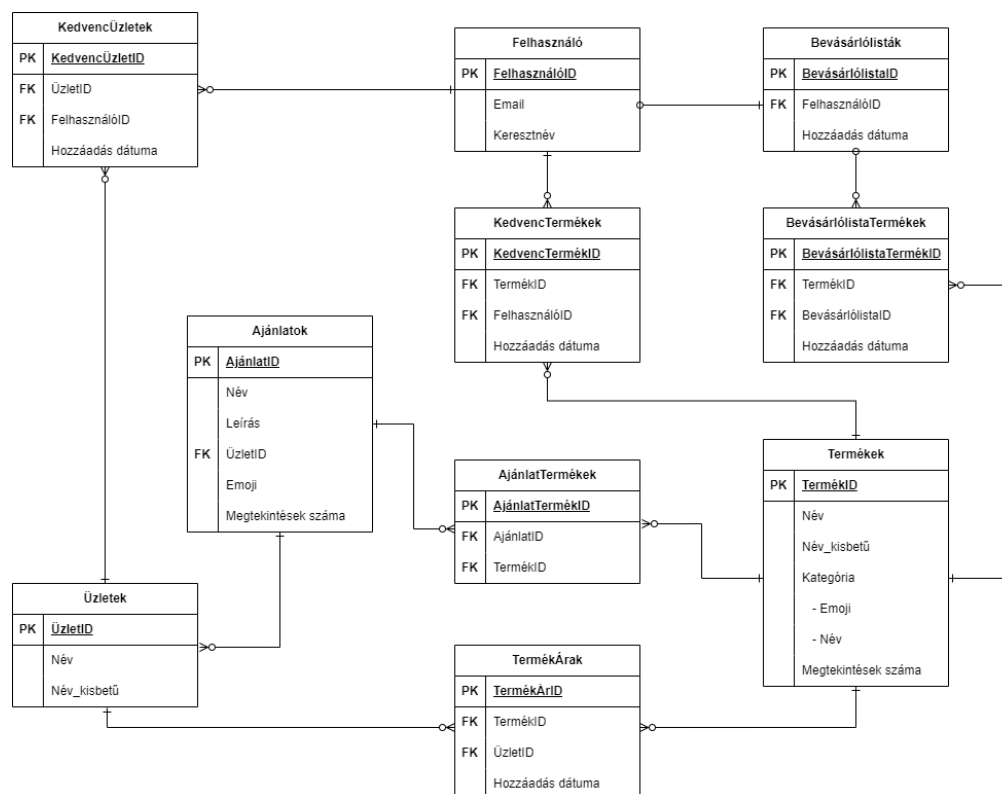 KedvencÜzletek
PK KedvencÜzletID
FK ÜzletID
FK FelhasználóID
Hozzáadás dátuma
Felhasználó
PK FelhasználóID
Email
Keresztnév
Bevásárlólisták
PK BevásárlólistaID
FK FelhasználóID
Hozzáadás dátuma
KedvencTermékek
PK KedvencTermékID
FK TermékID
FK FelhasználóID
Hozzáadás dátuma
BevásárlólistaTermékek
PK BevásárlólistaTermékID
FK TermékID
FK BevásárlólistaID
Hozzáadás dátuma
Ajánlatok
PK AjánlatID
Név
Leírás
FK ÜzletID
Emoji
Megtekintések száma
AjánlatTermékek
PK AjánlatTermékID
FK AjánlatID
FK TermékID
Termékek
PK TermékID
Név
Név_kisbetű
Kategória
- Emoji
- Név
Megtekintések száma
Üzletek
PK ÜzletID
Név
Név_kisbetű
TermékÁrak
PK TermékÁrID
FK TermékID
FK ÜzletID
Hozzáadás dátuma